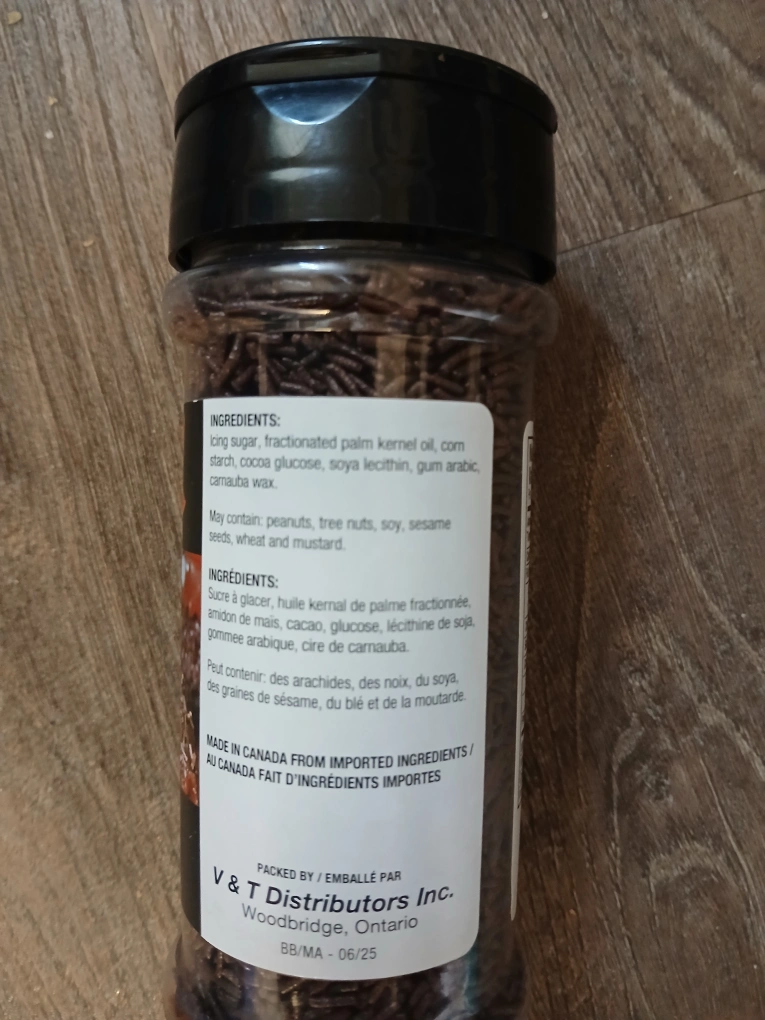 INGREDIENTS:
Icing sugar, fractionated palm kernel oil, corn
starch, cocoa glucose, soya lecithin, gum arabic,
carnauba wax.
May contain: peanuts, tree nuts, soy, sesame
seeds, wheat and mustard.
INGRÉDIENTS:
Sucre à glacer, huile kernal de palme fractionnée,
amidon de maïs, cacao, glucose, lécithine de soja,
gommee arabique, cire de carnauba.
Peut contenir: des arachides, des noix, du soya,
des graines de sésame, du blé et de la moutarde.
MADE IN CANADA FROM IMPORTED INGREDIENTS /
AU CANADA FAIT D'INGRÉDIENTS IMPORTES
PACKED BY / EMBALLÉ PAR
V & T Distributors Inc.
Woodbridge, Ontario
BB/MA - 06/25